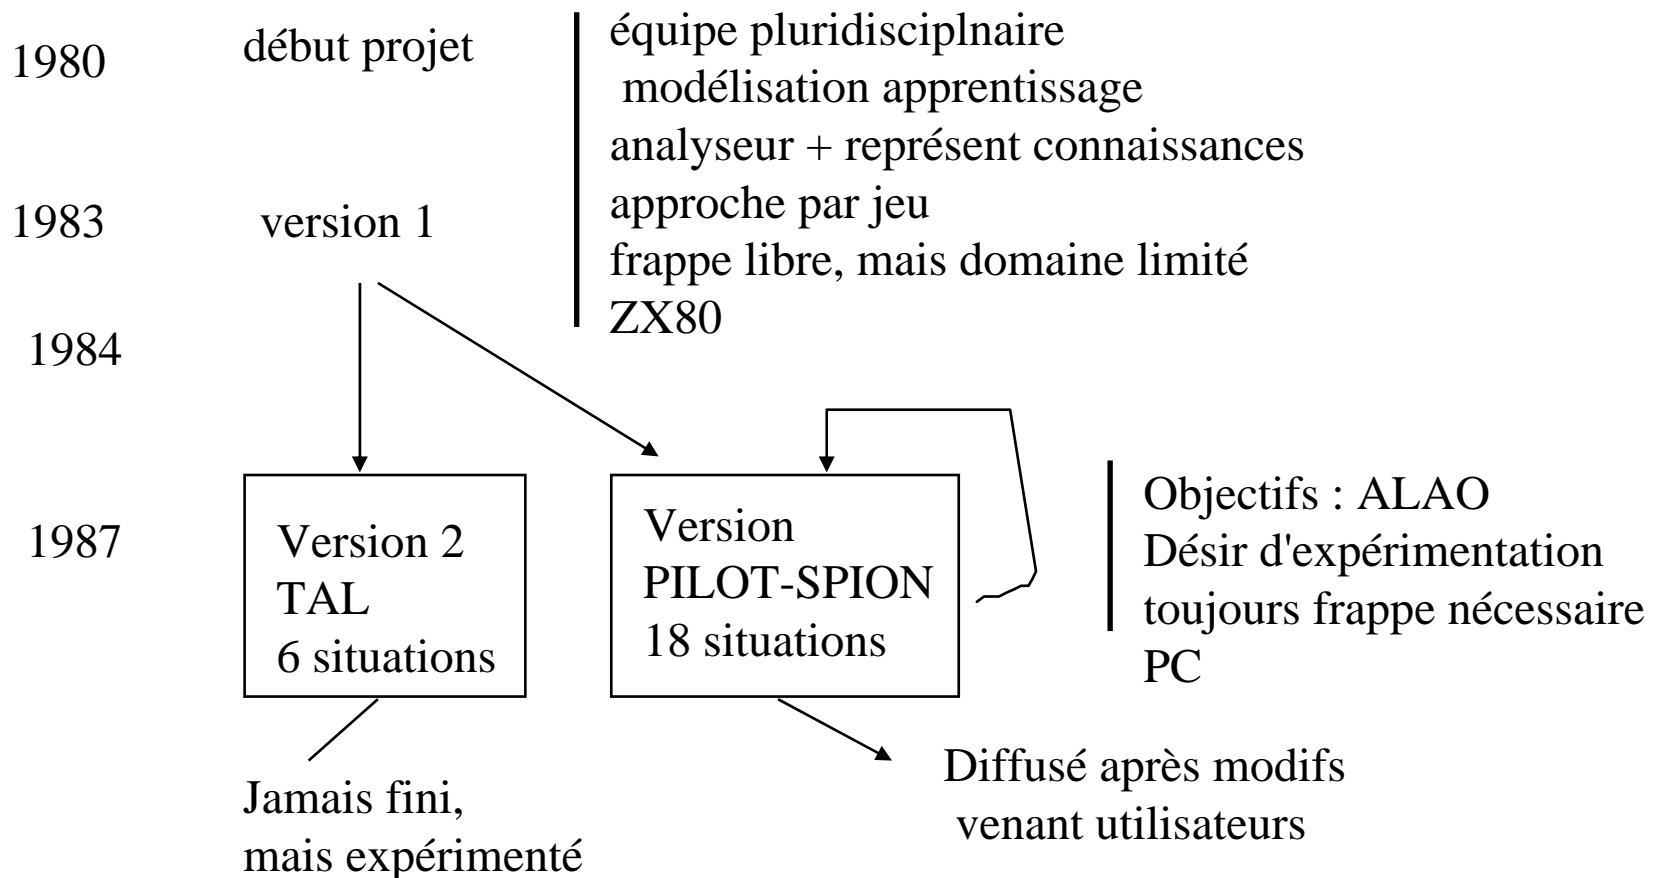 1980
début projet
équipe pluridisciplnaire
modélisation apprentissage
analyseur + représent connaissances
approche par jeu
frappe libre, mais domaine limité
ZX80
1983
version 1
1984
1987
Version 2
TAL
6 situations
Version
PILOT-SPION
18 situations
Objectifs : ALAO
Désir d'expérimentation
toujours frappe nécessaire
PC
Jamais fini,
mais expérimenté
Diffusé après modifs
venant utilisateurs